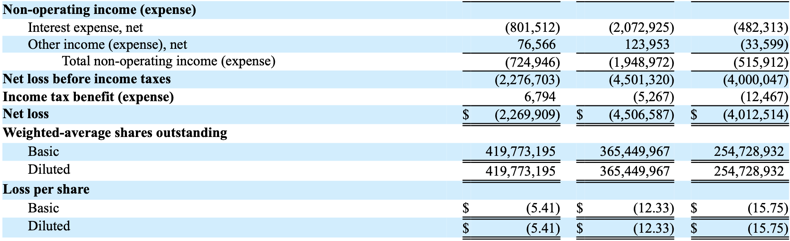 Non-operating income (expense)
Interest expense, net (801,512) (2,072,925) (482,313)
Other income (expense), net 76,566 123,953 (33,599)
Total non-operating income (expense) (724,946) (1,948,972) (515,912)
Net loss before income taxes (2,276,703) (4,501,320) (4,000,047)
Income tax benefit (expense) 6,794 (5,267) (12,467)
Net loss $ (2,269,909) $ (4,506,587) $ (4,012,514)
Weighted-average shares outstanding
Basic 419,773,195 365,449,967 254,728,932
Diluted 419,773,195 365,449,967 254,728,932
Loss per share
Basic $ (5.41) $ (12.33) $ (15.75)
Diluted $ (5.41) $ (12.33) $ (15.75)